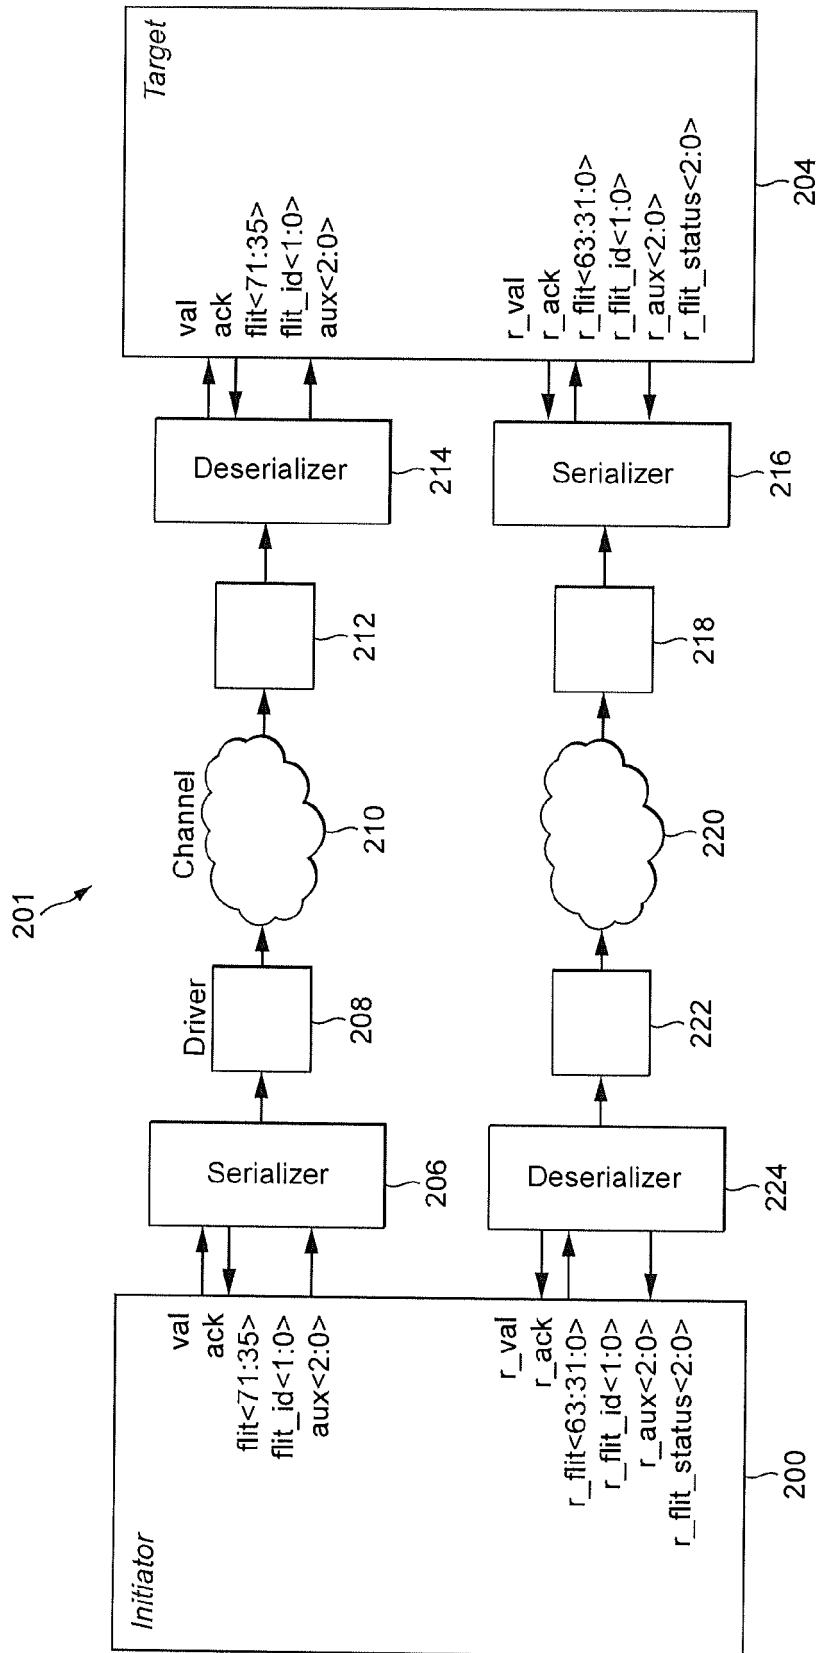 201
Initiator
val
ack
flit<71:35>
flit_id<1:0>
aux<2:0>
r_val
r_ack
r_flit<63:31:0>
r_flit_id<1:0>
r_aux<2:0>
r_flit_status<2:0>
200
Serializer
206
Driver
208
Channel
210
212
Deserializer
214
Deserializer
224
222
220
218
Serializer
216
Target
val
ack
flit<71:35>
flit_id<1:0>
aux<2:0>
r_val
r_ack
r_flit<63:31:0>
r_flit_id<1:0>
r_aux<2:0>
r_flit_status<2:0>
204